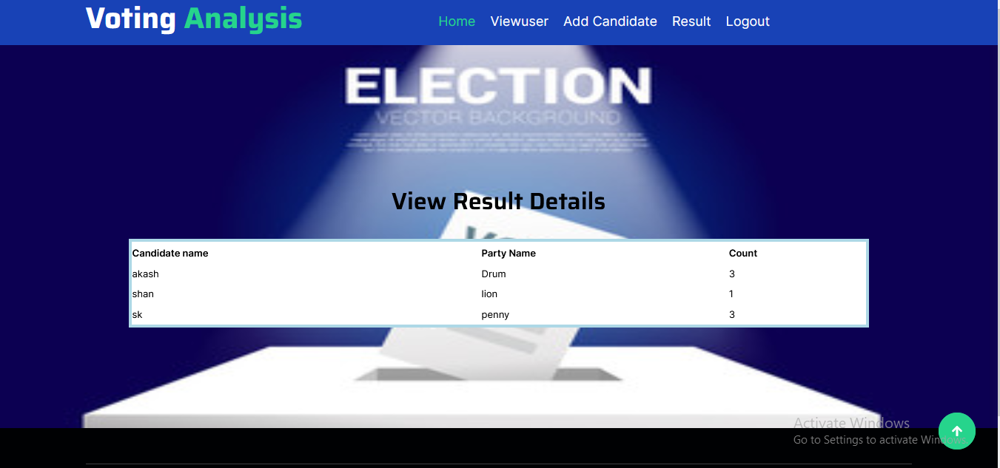 Voting Analysis
Home Viewuser Add Candidate Result Logout
ELECTION
VECTOR BACKGROUND
View Result Details
Candidate name Party Name Count
akash Drum 3
shan lion 1
sk penny 3
Activate Windows
Go to Settings to activate Windows.